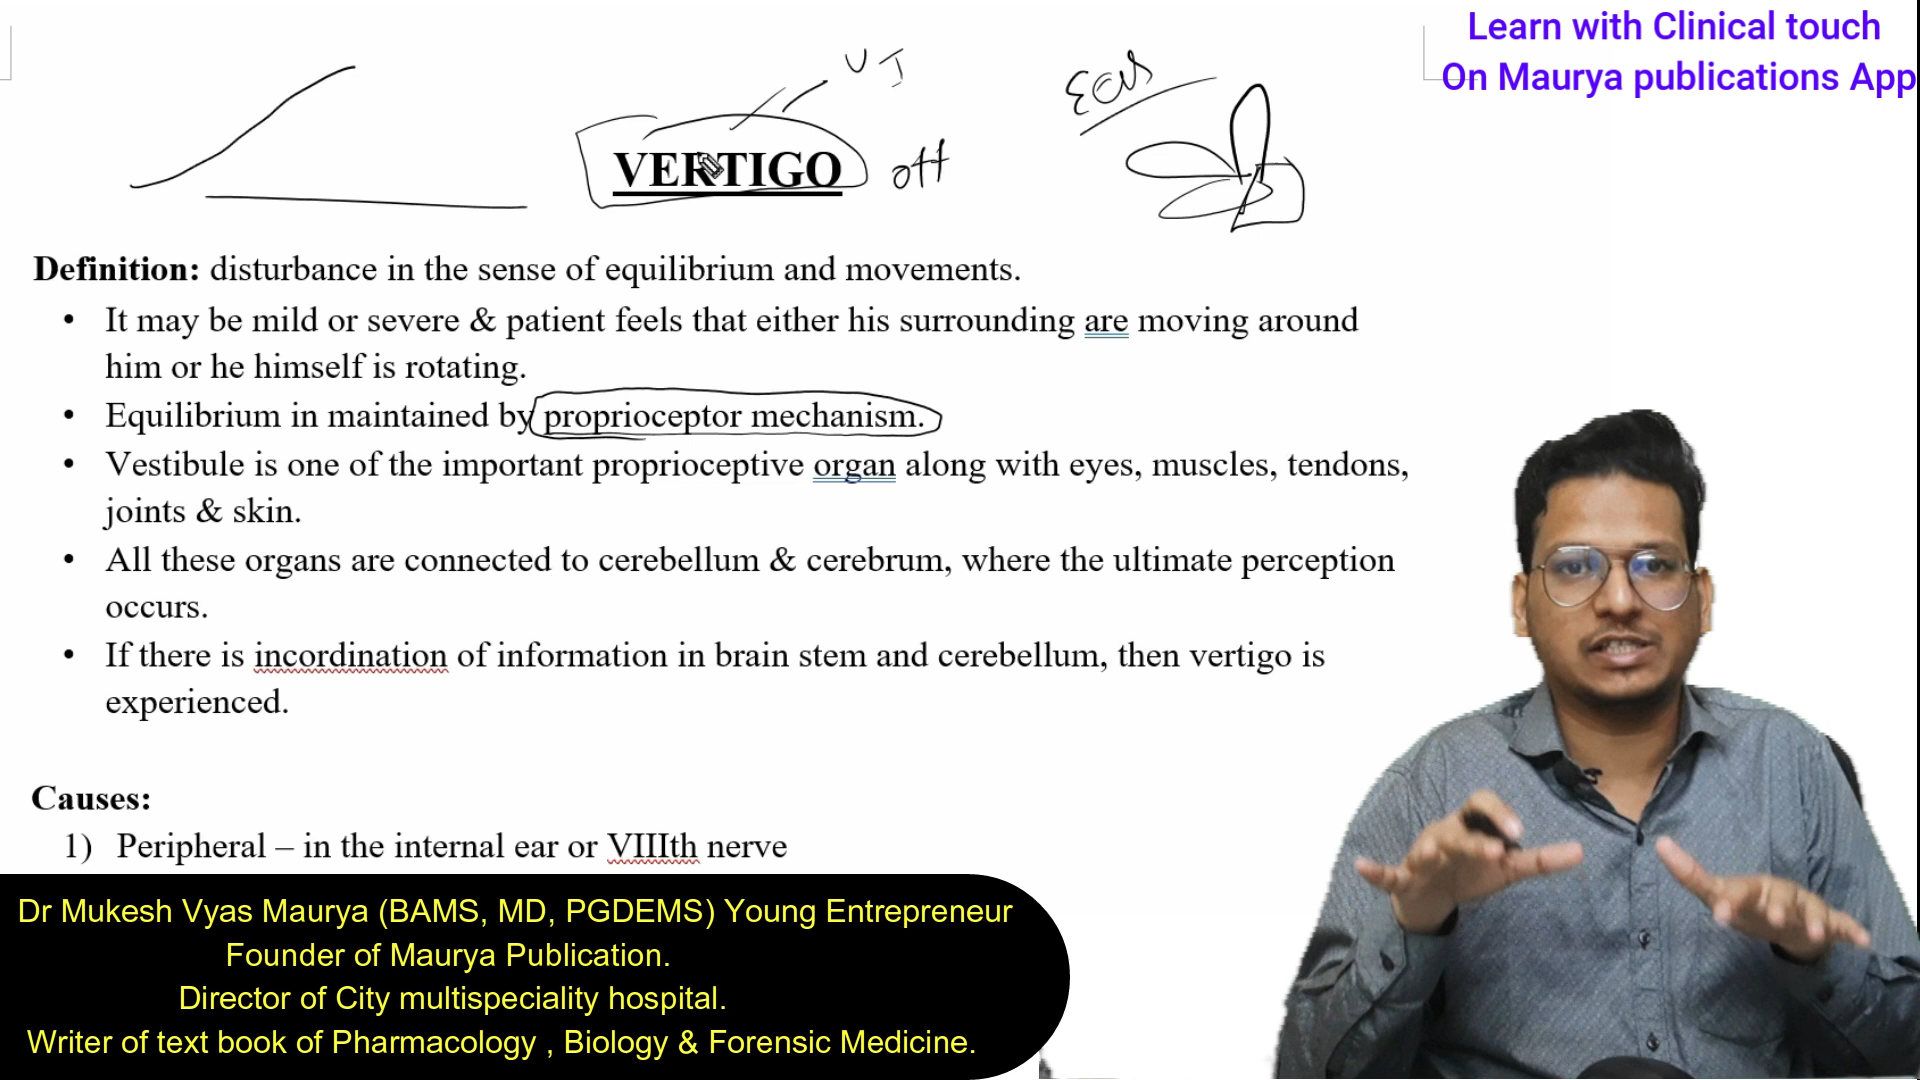 Learn with Clinical touch
On Maurya publications App
VERTIGO
off
Ear
Definition: disturbance in the sense of equilibrium and movements.
• It may be mild or severe & patient feels that either his surrounding are moving around
him or he himself is rotating.
• Equilibrium in maintained by proprioceptor mechanism.
• Vestibule is one of the important proprioceptive organ along with eyes, muscles, tendons,
joints & skin.
• All these organs are connected to cerebellum & cerebrum, where the ultimate perception
occurs.
• If there is incordination of information in brain stem and cerebellum, then vertigo is
experienced.
Causes:
1) Peripheral – in the internal ear or VIIIth nerve
Dr Mukesh Vyas Maurya (BAMS, MD, PGDEMS) Young Entrepreneur
Founder of Maurya Publication.
Director of City multispeciality hospital.
Writer of text book of Pharmacology , Biology & Forensic Medicine.